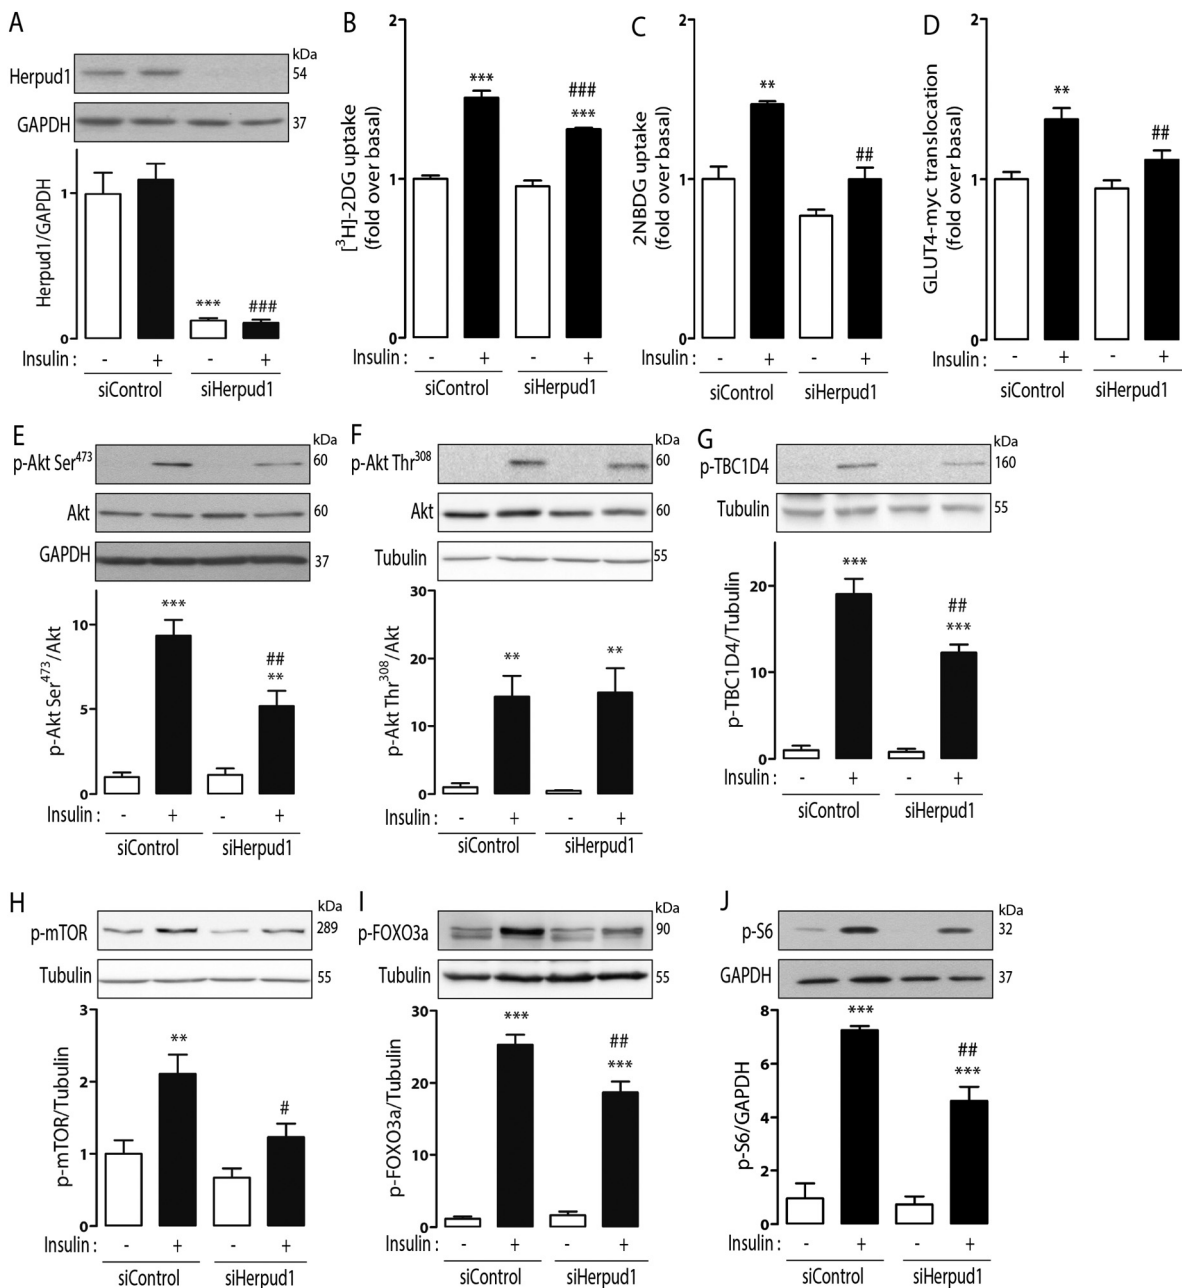 A
kDa
Herpud1
54
GAPDH
37
Herpud1/GAPDH
1
0
***
###
Insulin : - + - +
siControl siHerpud1
B
[³H]-2DG uptake
(fold over basal)
2
1
0
***
###
***
Insulin : - + - +
siControl siHerpud1
C
2NBDG uptake
(fold over basal)
2
1
0
**
##
Insulin : - + - +
siControl siHerpud1
D
GLUT4-myc translocation
(fold over basal)
2
1
0
**
##
- + - +
siControl siHerpud1
E
kDa
p-Akt Ser⁴⁷³
60
Akt
60
GAPDH
37
p-Akt Ser⁴⁷³/Akt
10
5
0
***
##
**
Insulin : - + - +
siControl siHerpud1
F
kDa
p-Akt Thr³⁰⁸
60
Akt
60
Tubulin
55
p-Akt Thr³⁰⁸/Akt
30
20
10
0
**
**
Insulin : - + - +
siControl siHerpud1
G
kDa
p-TBC1D4
160
Tubulin
55
p-TBC1D4/Tubulin
20
10
0
***
##
***
Insulin : - + - +
siControl siHerpud1
H
kDa
p-mTOR
289
Tubulin
55
p-mTOR/Tubulin
3
2
1
0
**
#
Insulin : - + - +
siControl siHerpud1
I
kDa
p-FOXO3a
90
Tubulin
55
p-FOXO3a/Tubulin
30
20
10
0
***
##
***
Insulin : - + - +
siControl siHerpud1
J
kDa
p-S6
32
GAPDH
37
p-S6/GAPDH
8
6
4
2
0
***
##
***
Insulin : - + - +
siControl siHerpud1